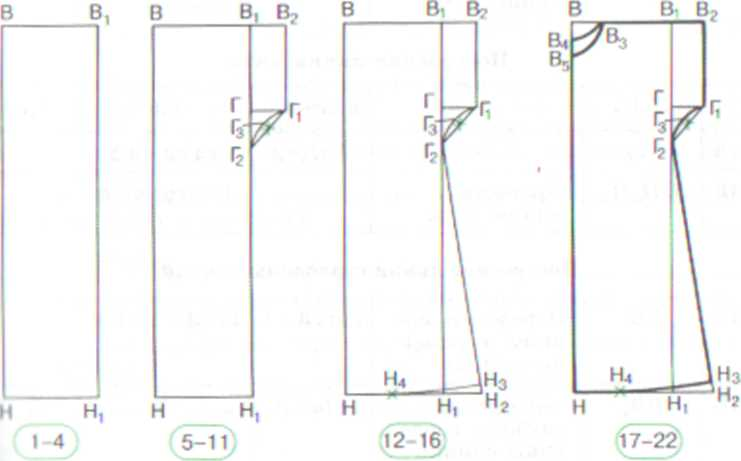 В В₁
Н Н₁
1–4
В В₁ В₂
Г Г₁
Г₃
Г₂
Н Н₁
5–11
В В₁ В₂
Г Г₁
Г₃
Г₂
Н₄ Н₃
Н Н₁ Н₂
12–16
В В₁ В₂
В₄ В₃
В₅
Г Г₁
Г₃
Г₂
Н₄ Н₃
Н Н₁ Н₂
17–22